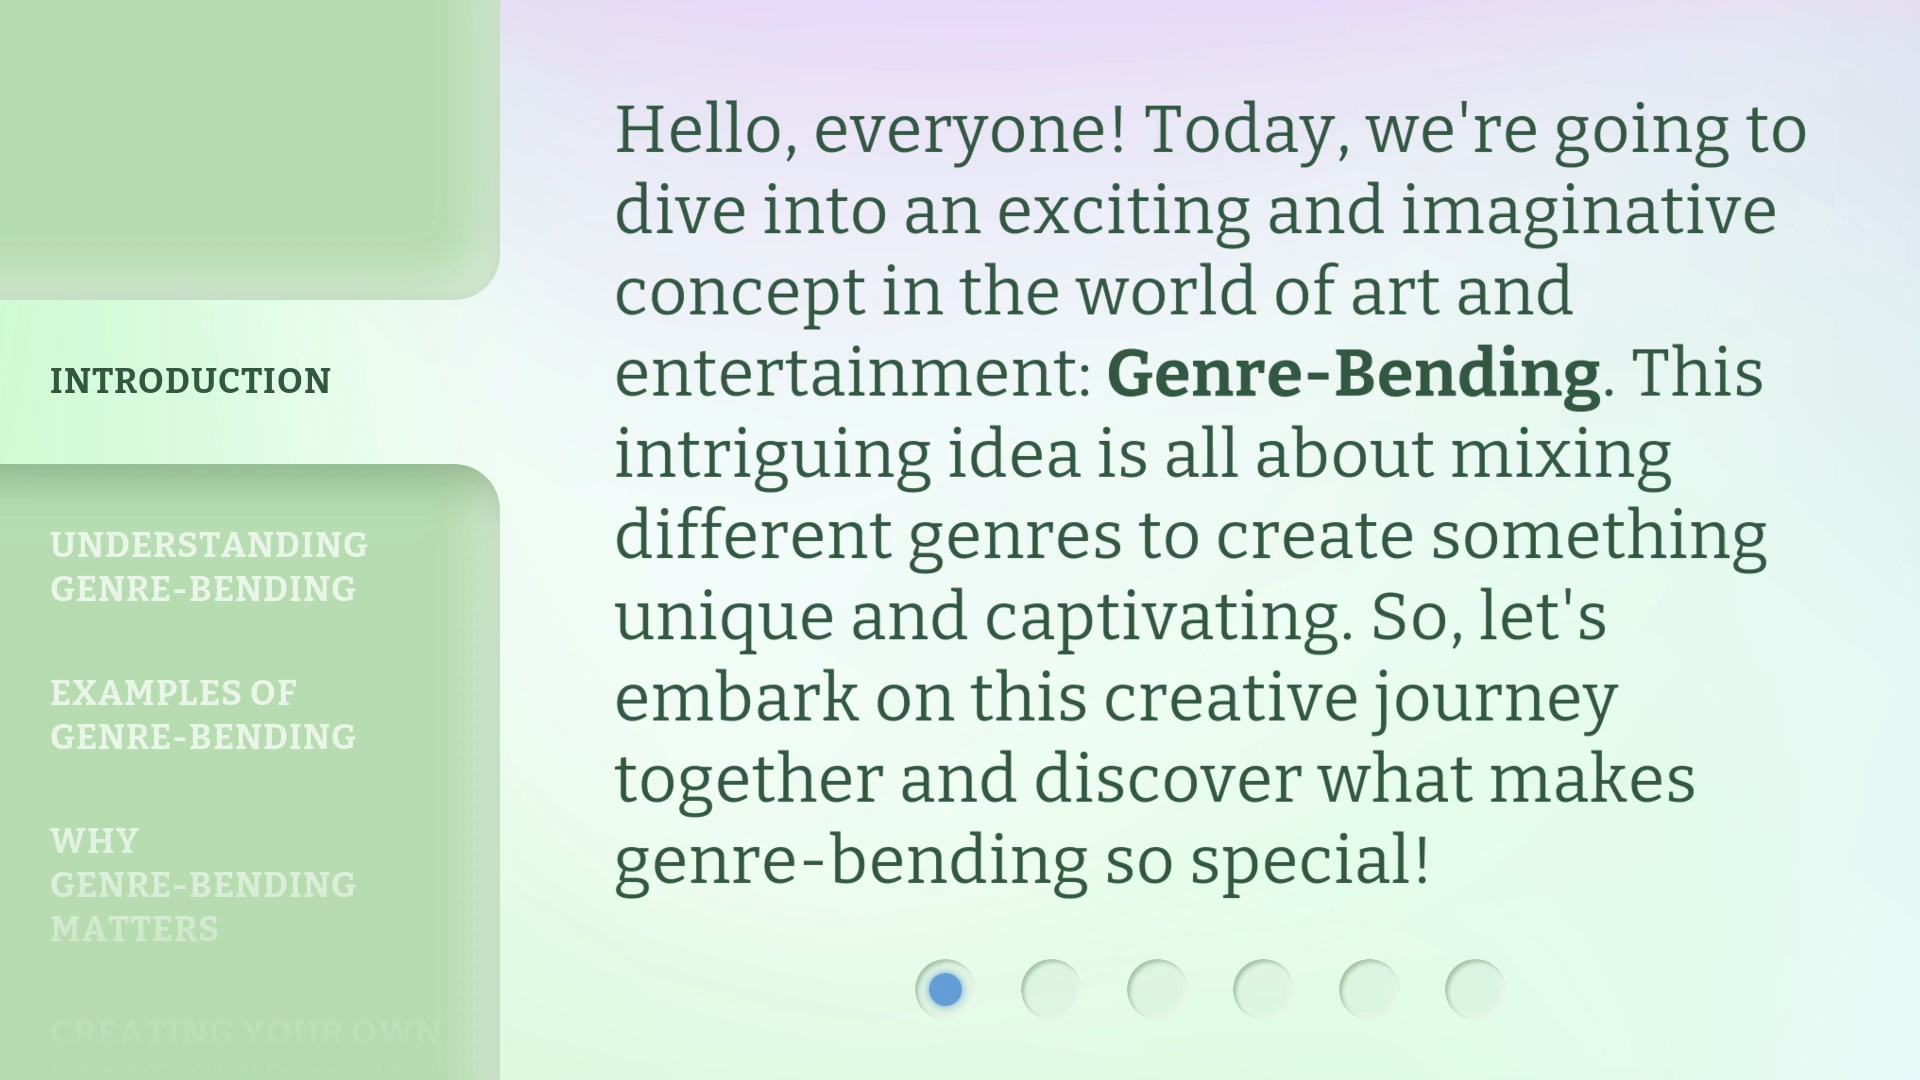 INTRODUCTION
UNDERSTANDING
GENRE-BENDING
EXAMPLES OF
GENRE-BENDING
WHY
GENRE-BENDING
MATTERS
CREATING YOUR OWN
Hello, everyone! Today, we're going to
dive into an exciting and imaginative
concept in the world of art and
entertainment: Genre-Bending. This
intriguing idea is all about mixing
different genres to create something
unique and captivating. So, let's
embark on this creative journey
together and discover what makes
genre-bending so special!